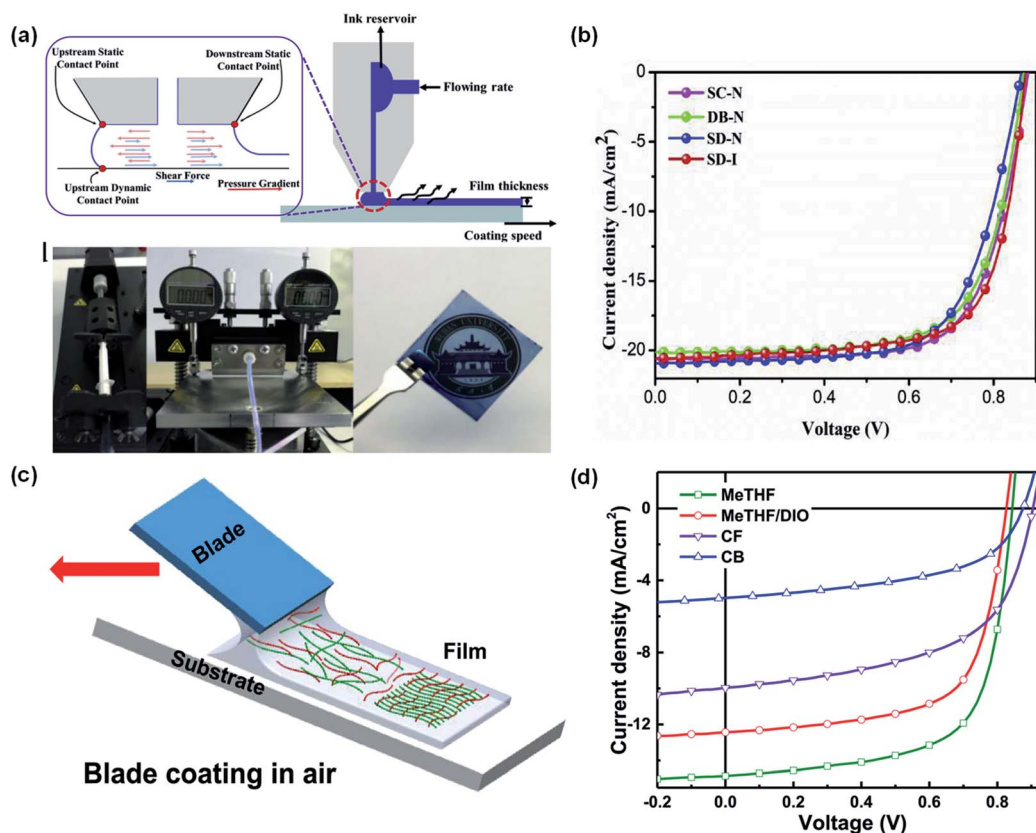 (a)
Ink reservoir
Upstream Static
Contact Point
Downstream Static
Contact Point
Flowing rate
Shear Force
Upstream Dynamic
Contact Point
Pressure Gradient
Film thickness
Coating speed
(b)
SC-N
DB-N
SD-N
SD-I
Current density (mA/cm²)
0
-5
-10
-15
-20
0.0
0.2
0.4
0.6
0.8
Voltage (V)
(c)
Blade
Substrate
Film
Blade coating in air
(d)
MeTHF
MeTHF/DIO
CF
CB
Current density (mA/cm²)
0
-4
-8
-12
-0.2
0.0
0.2
0.4
0.6
0.8
Voltage (V)